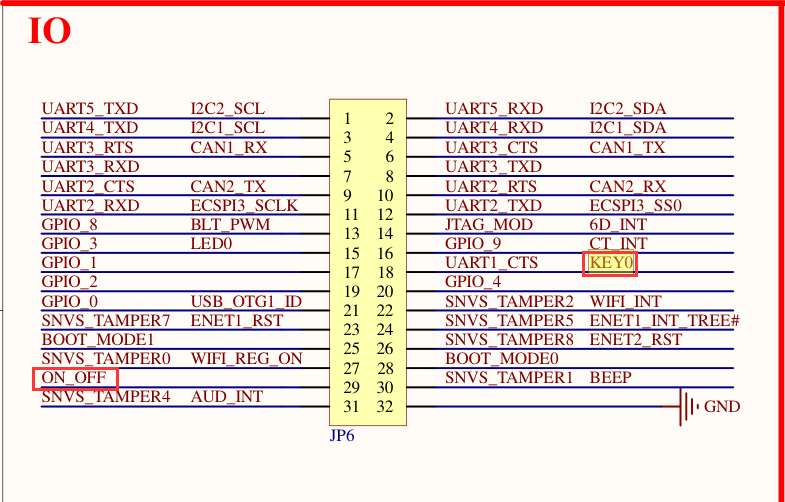 IO
UART5_TXD I2C2_SCL 1 2 UART5_RXD I2C2_SDA
UART4_TXD I2C1_SCL 3 4 UART4_RXD I2C1_SDA
UART3_RTS CAN1_RX 5 6 UART3_CTS CAN1_TX
UART3_RXD 7 8 UART3_TXD
UART2_CTS CAN2_TX 9 10 UART2_RTS CAN2_RX
UART2_RXD ECSPI3_SCLK 11 12 UART2_TXD ECSPI3_SS0
GPIO_8 BLT_PWM 13 14 JTAG_MOD 6D_INT
GPIO_3 LED0 15 16 GPIO_9 CT_INT
GPIO_1 17 18 UART1_CTS KEY0
GPIO_2 19 20 GPIO_4
GPIO_0 USB_OTG1_ID 21 22 SNVS_TAMPER2 WIFI_INT
SNVS_TAMPER7 ENET1_RST 23 24 SNVS_TAMPER5 ENET1_INT_TREE#
BOOT_MODE1 25 26 SNVS_TAMPER8 ENET2_RST
SNVS_TAMPER0 WIFI_REG_ON 27 28 BOOT_MODE0
ON_OFF 29 30 SNVS_TAMPER1 BEEP
SNVS_TAMPER4 AUD_INT 31 32 GND
JP6